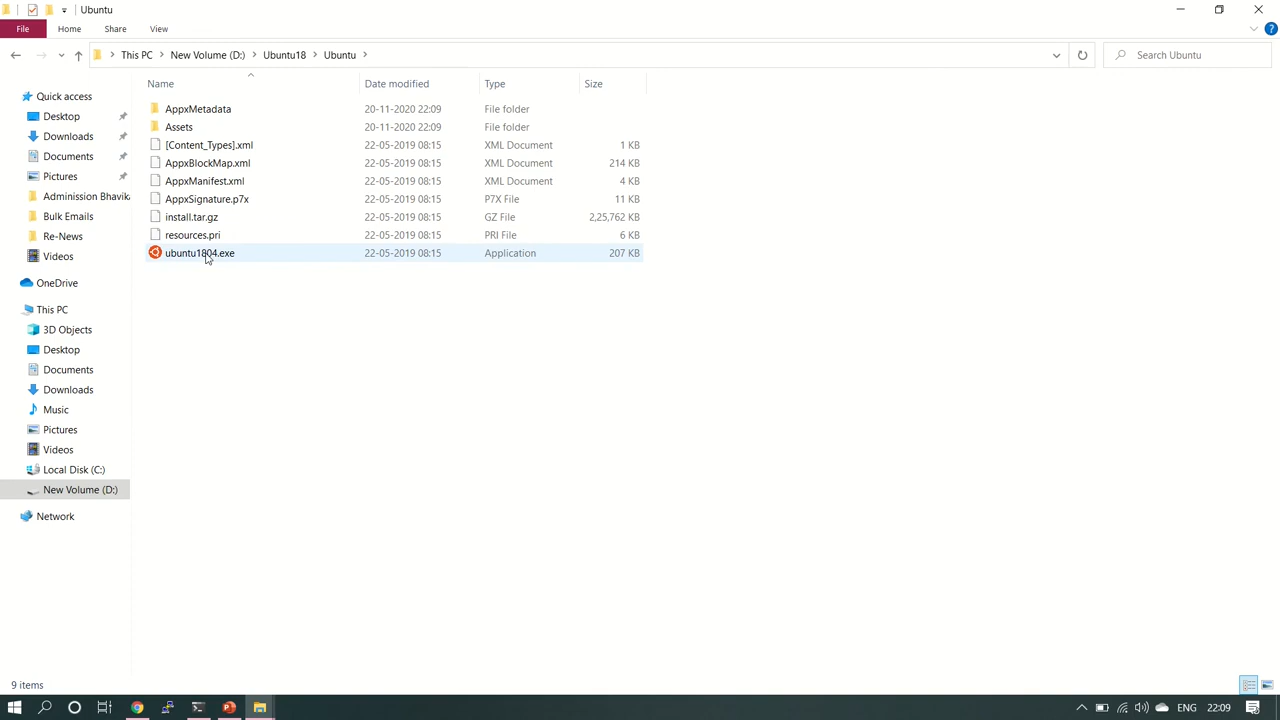 Ubuntu
File Home Share View
This PC New Volume (D:) Ubuntu18 Ubuntu Search Ubuntu
Name Date modified Type Size
Quick access
Desktop
Downloads
Documents
Pictures
Adminission Bhavika
Bulk Emails
Re-News
Videos
OneDrive
This PC
3D Objects
Desktop
Documents
Downloads
Music
Pictures
Videos
Local Disk (C:)
New Volume (D:)
Network
AppxMetadata 20-11-2020 22:09 File folder
Assets 20-11-2020 22:09 File folder
[Content_Types].xml 22-05-2019 08:15 XML Document 1 KB
AppxBlockMap.xml 22-05-2019 08:15 XML Document 214 KB
AppxManifest.xml 22-05-2019 08:15 XML Document 4 KB
AppxSignature.p7x 22-05-2019 08:15 P7X File 11 KB
install.tar.gz 22-05-2019 08:15 GZ File 2,25,762 KB
resources.pri 22-05-2019 08:15 PRI File 6 KB
ubuntu1804.exe 22-05-2019 08:15 Application 207 KB
9 items
ENG 22:09